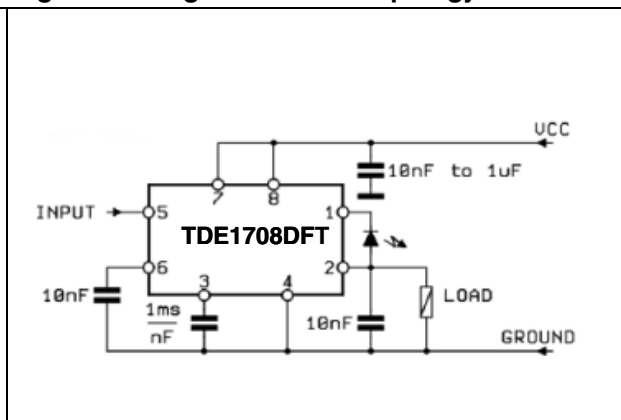 VCC
10nF to 1uF
7
8
INPUT
5
1
TDE1708DFT
6
2
10nF
3
4
LOAD
1ms
nF
10nF
GROUND